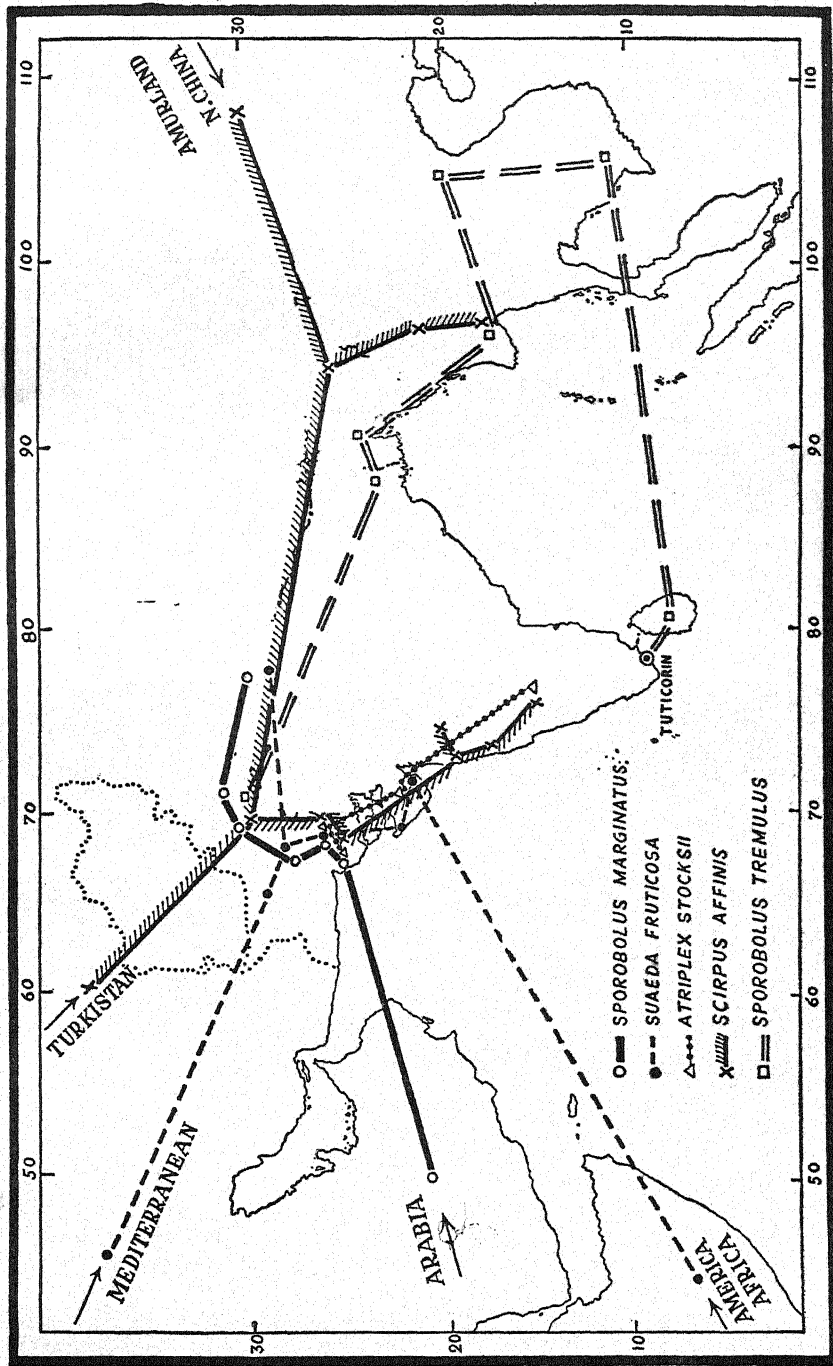 50
60
70
80
90
100
110
30
20
10
30
20
10
50
60
70
80
90
100
110
MEDITERRANEAN
TURKISTAN
AMURLAND
N. CHINA
ARABIA
AMERICA
AFRICA
TUTICORIN
SPOROBOLUS MARGINATUS
SUAEDA FRUTICOSA
ATRIPLEX STOCKSII
SCIRPUS AFFINIS
SPOROBOLUS TREMULUS